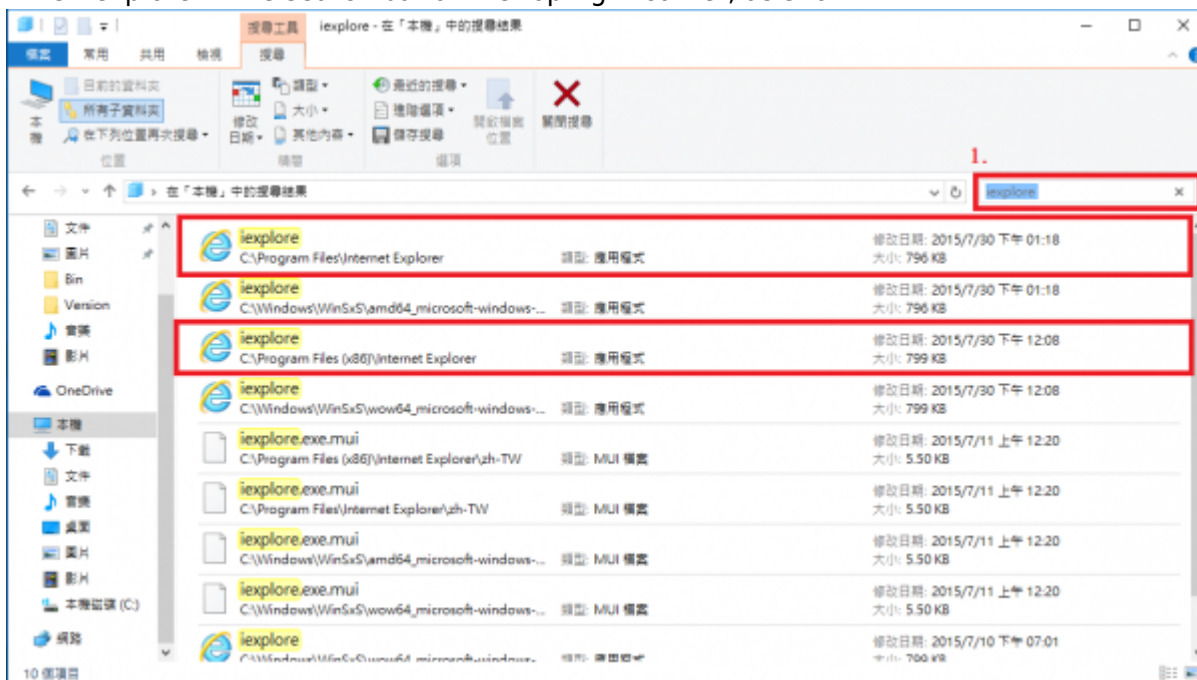 iexplore - 在「本機」中的搜尋結果
搜尋工具
檔案 常用 共用 檢視 搜尋
本機
目前的資料夾
所有子資料夾
在下列位置再次搜尋
位置
修改日期
類型
大小
其他內容
精簡
最近的搜尋
進階選項
儲存搜尋
開啟檔案位置
選項
關閉搜尋
1.
在「本機」中的搜尋結果
iexplore
文件
圖片
Bin
Version
音樂
影片
OneDrive
本機
下載
文件
音樂
桌面
圖片
影片
本機磁碟 (C:)
網路
iexplore 修改日期: 2015/7/30 下午 01:18
C:\Program Files\Internet Explorer 類型: 應用程式 大小: 796 KB
iexplore 修改日期: 2015/7/30 下午 01:18
C:\Windows\WinSxS\amd64_microsoft-windows-... 類型: 應用程式 大小: 796 KB
iexplore 修改日期: 2015/7/30 下午 12:08
C:\Program Files (x86)\Internet Explorer 類型: 應用程式 大小: 799 KB
iexplore 修改日期: 2015/7/30 下午 12:08
C:\Windows\WinSxS\wow64_microsoft-windows-... 類型: 應用程式 大小: 799 KB
iexplore.exe.mui 修改日期: 2015/7/11 上午 12:20
C:\Program Files (x86)\Internet Explorer\zh-TW 類型: MUI 檔案 大小: 5.50 KB
iexplore.exe.mui 修改日期: 2015/7/11 上午 12:20
C:\Program Files\Internet Explorer\zh-TW 類型: MUI 檔案 大小: 5.50 KB
iexplore.exe.mui 修改日期: 2015/7/11 上午 12:20
C:\Windows\WinSxS\amd64_microsoft-windows-... 類型: MUI 檔案 大小: 5.50 KB
iexplore.exe.mui 修改日期: 2015/7/11 上午 12:20
C:\Windows\WinSxS\wow64_microsoft-windows-... 類型: MUI 檔案 大小: 5.50 KB
iexplore 修改日期: 2015/7/10 下午 07:01
C:\Windows\WinSxS\wow64_microsoft-windows- 類型: 應用程式 大小: 799 KB
10 個項目